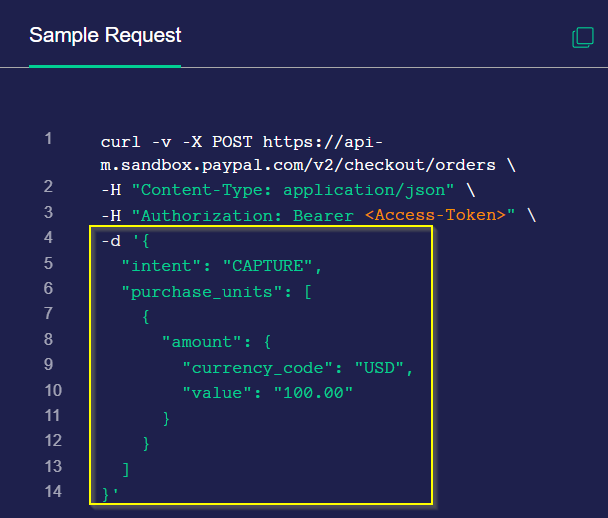 Sample Request
1 curl -v -X POST https://api-
m.sandbox.paypal.com/v2/checkout/orders \
2 -H "Content-Type: application/json" \
3 -H "Authorization: Bearer <Access-Token>" \
4 -d '{
5 "intent": "CAPTURE",
6 "purchase_units": [
7 {
8 "amount": {
9 "currency_code": "USD",
10 "value": "100.00"
11 }
12 }
13 ]
14 }'